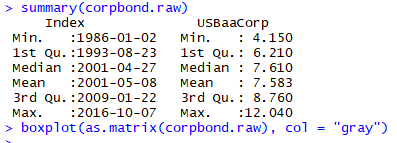 > summary(corpbond.raw)
     Index              USBaaCorp
 Min.   :1986-01-02   Min.   : 4.150
 1st Qu.:1993-08-23   1st Qu.: 6.210
 Median :2001-04-27   Median : 7.610
 Mean   :2001-05-08   Mean   : 7.583
 3rd Qu.:2009-01-22   3rd Qu.: 8.760
 Max.   :2016-10-07   Max.   :12.040
> boxplot(as.matrix(corpbond.raw), col = "gray")
>